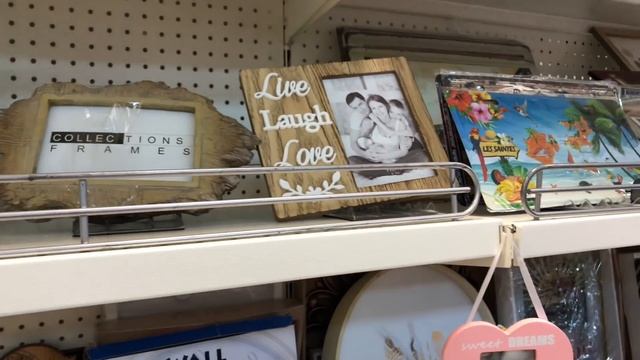 COLLECTIONS
FRAMES
Live
Laugh
Love
LES SAINTES
WALL
sweet DREAMS